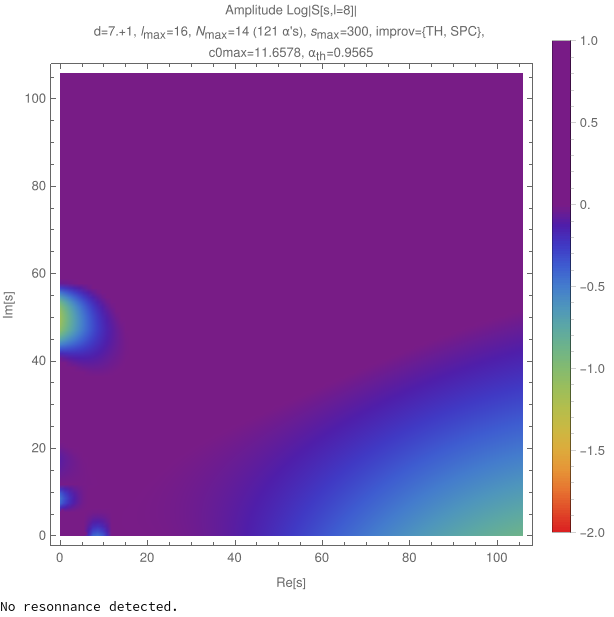 Amplitude Log|S[s,l=8]|
d=7.+1, lmax=16, Nmax=14 (121 α's), smax=300, improv={TH, SPC},
c0max=11.6578, αth=0.9565
1.0
0.5
0.
−0.5
−1.0
−1.5
−2.0
100
80
60
40
20
0
Im[s]
0 20 40 60 80 100
Re[s]
No resonnance detected.